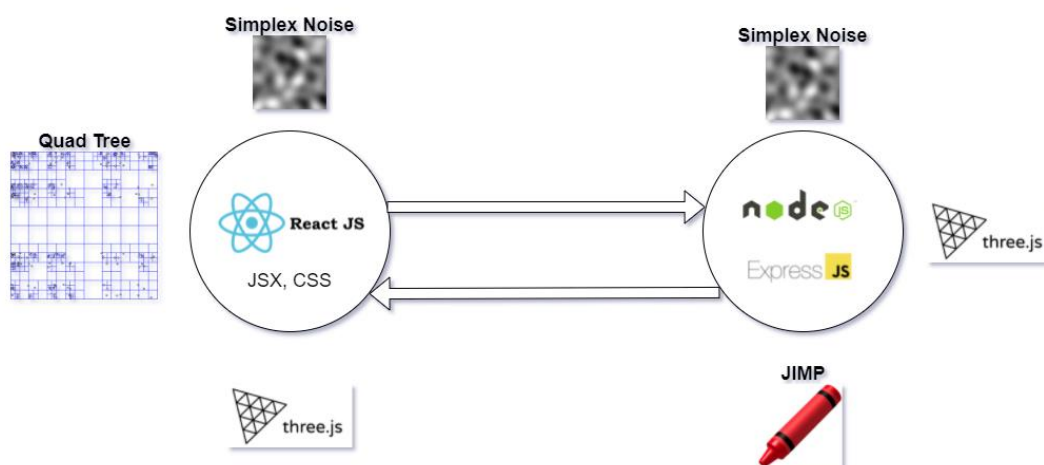 Simplex Noise
Simplex Noise
Quad Tree
React JS
JSX, CSS
node JS
Express JS
three.js
three.js
JIMP